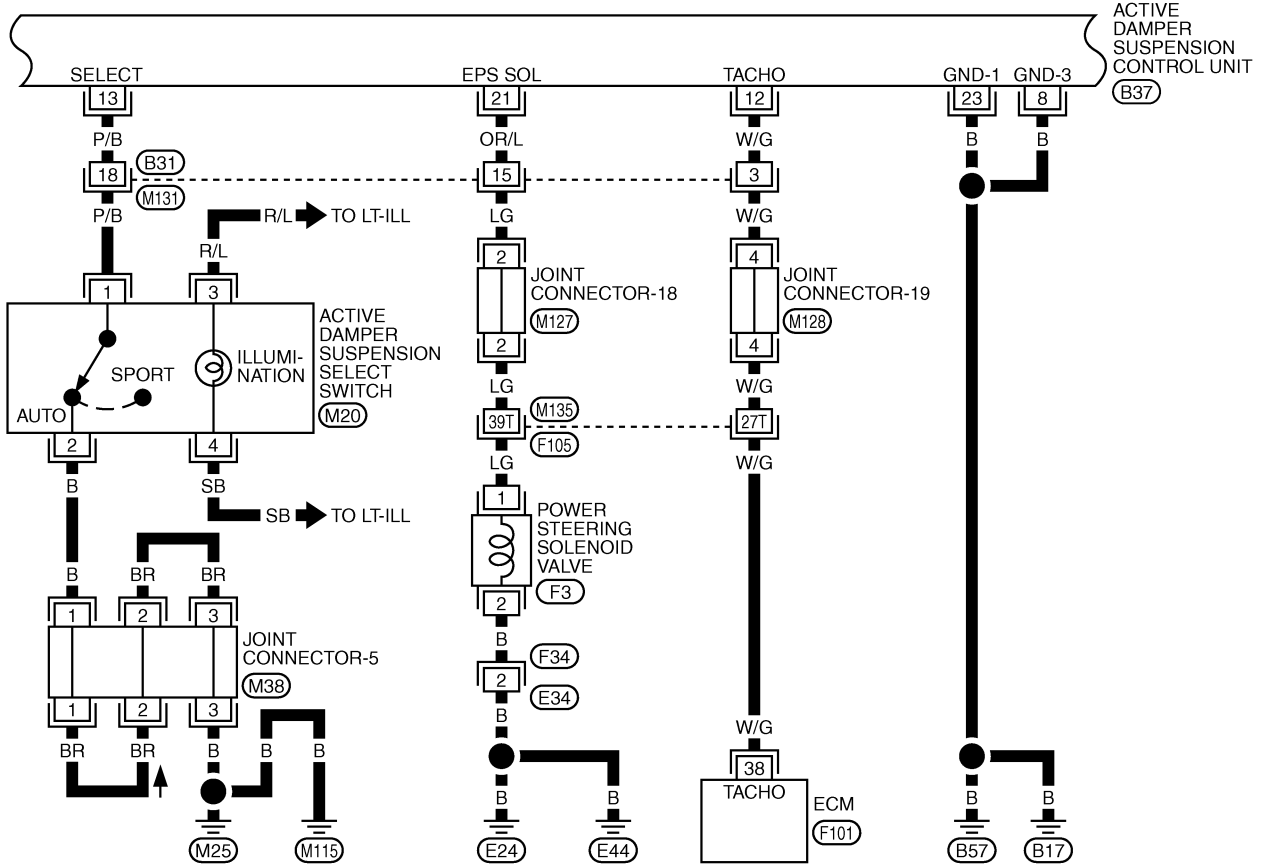 ACTIVE
DAMPER
SUSPENSION
CONTROL UNIT
B37
SELECT EPS SOL TACHO GND-1 GND-3
13 21 12 23 8
P/B OR/L W/G B B
B31
18 15 3
M131
P/B LG W/G
R/L TO LT-ILL
R/L
2 4
JOINT
CONNECTOR-18
M127
JOINT
CONNECTOR-19
M128
1 3
ACTIVE
DAMPER
SUSPENSION
SELECT
SWITCH
M20
ILLUMI-
NATION
SPORT
AUTO
2 4
2 4
LG W/G
M135
39T 27T
F105
LG W/G
B SB
SB TO LT-ILL
1
POWER
STEERING
SOLENOID
VALVE
F3
2
B BR BR
1 2 3
JOINT
CONNECTOR-5
M38
1 2 3
B
F34
2
E34
B
BR BR B B B
W/G
38
TACHO
ECM
F101
B B B B
M25 M115 E24 E44 B57 B17